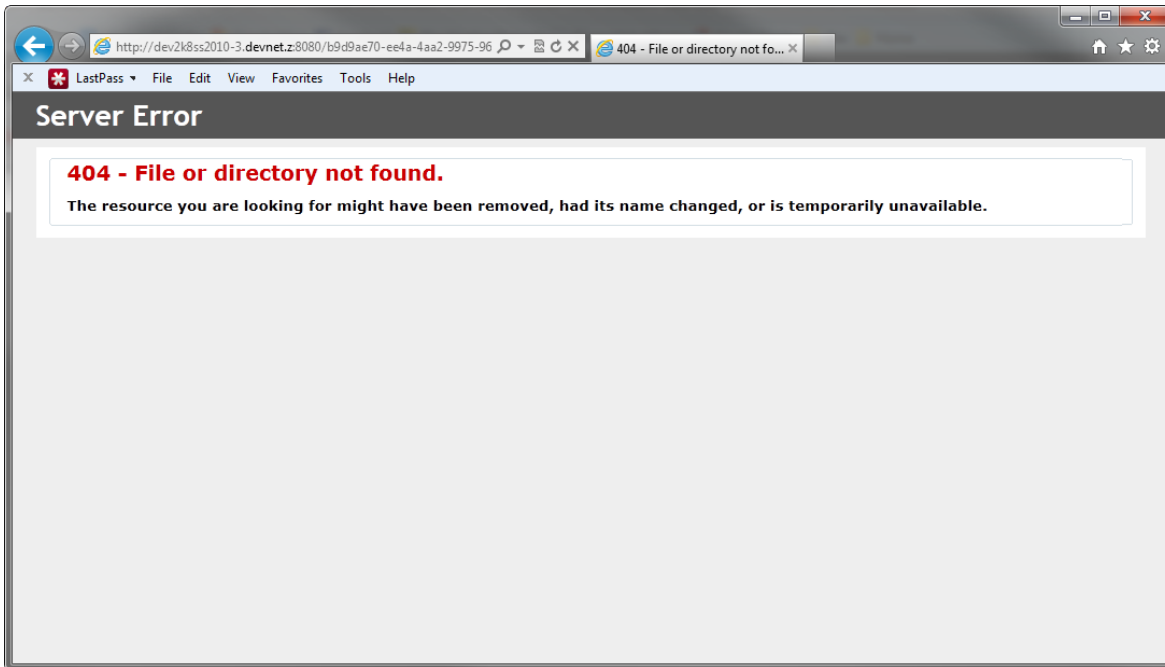 http://dev2k8ss2010-3.devnet.z:8080/b9d9ae70-ee4a-4aa2-9975-96
404 - File or directory not fo...
LastPass File Edit View Favorites Tools Help
Server Error
404 - File or directory not found.
The resource you are looking for might have been removed, had its name changed, or is temporarily unavailable.